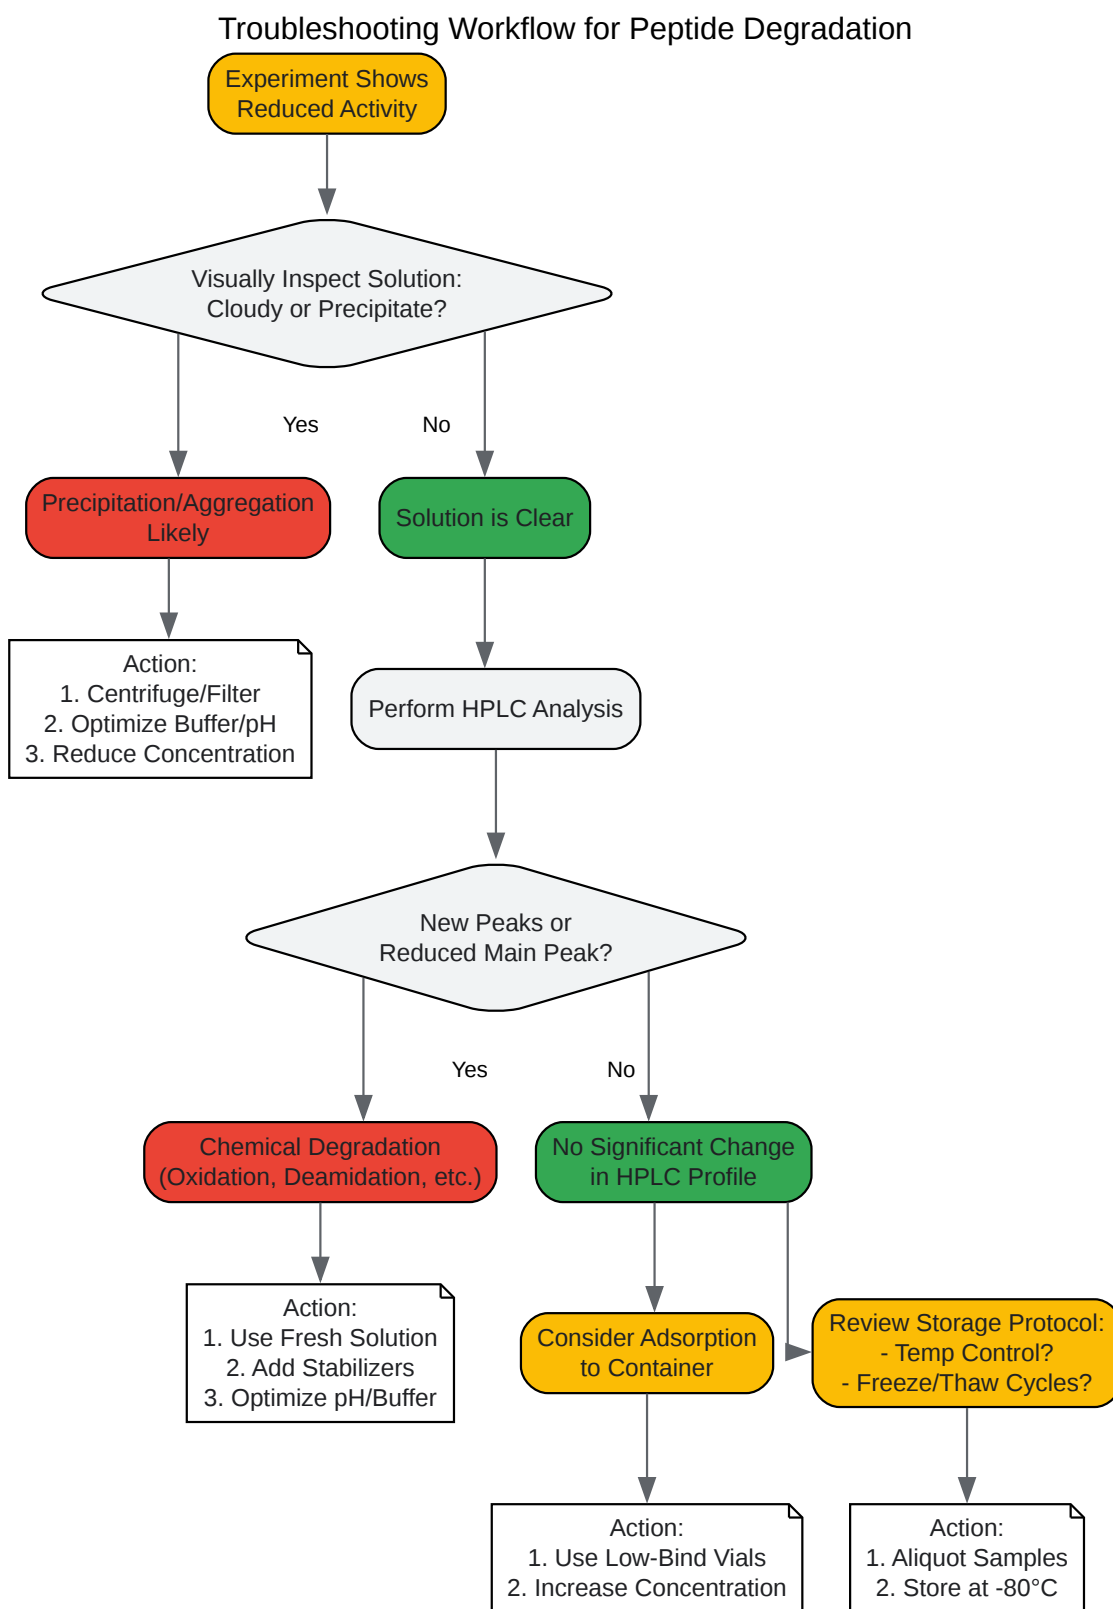 Troubleshooting Workflow for Peptide Degradation
Experiment Shows
Reduced Activity
Visually Inspect Solution:
Cloudy or Precipitate?
Yes
No
Precipitation/Aggregation
Likely
Solution is Clear
Action:
1. Centrifuge/Filter
2. Optimize Buffer/pH
3. Reduce Concentration
Perform HPLC Analysis
New Peaks or
Reduced Main Peak?
Yes
No
Chemical Degradation
(Oxidation, Deamidation, etc.)
No Significant Change
in HPLC Profile
Action:
1. Use Fresh Solution
2. Add Stabilizers
3. Optimize pH/Buffer
Consider Adsorption
to Container
Review Storage Protocol:
- Temp Control?
- Freeze/Thaw Cycles?
Action:
1. Use Low-Bind Vials
2. Increase Concentration
Action:
1. Aliquot Samples
2. Store at -80°C